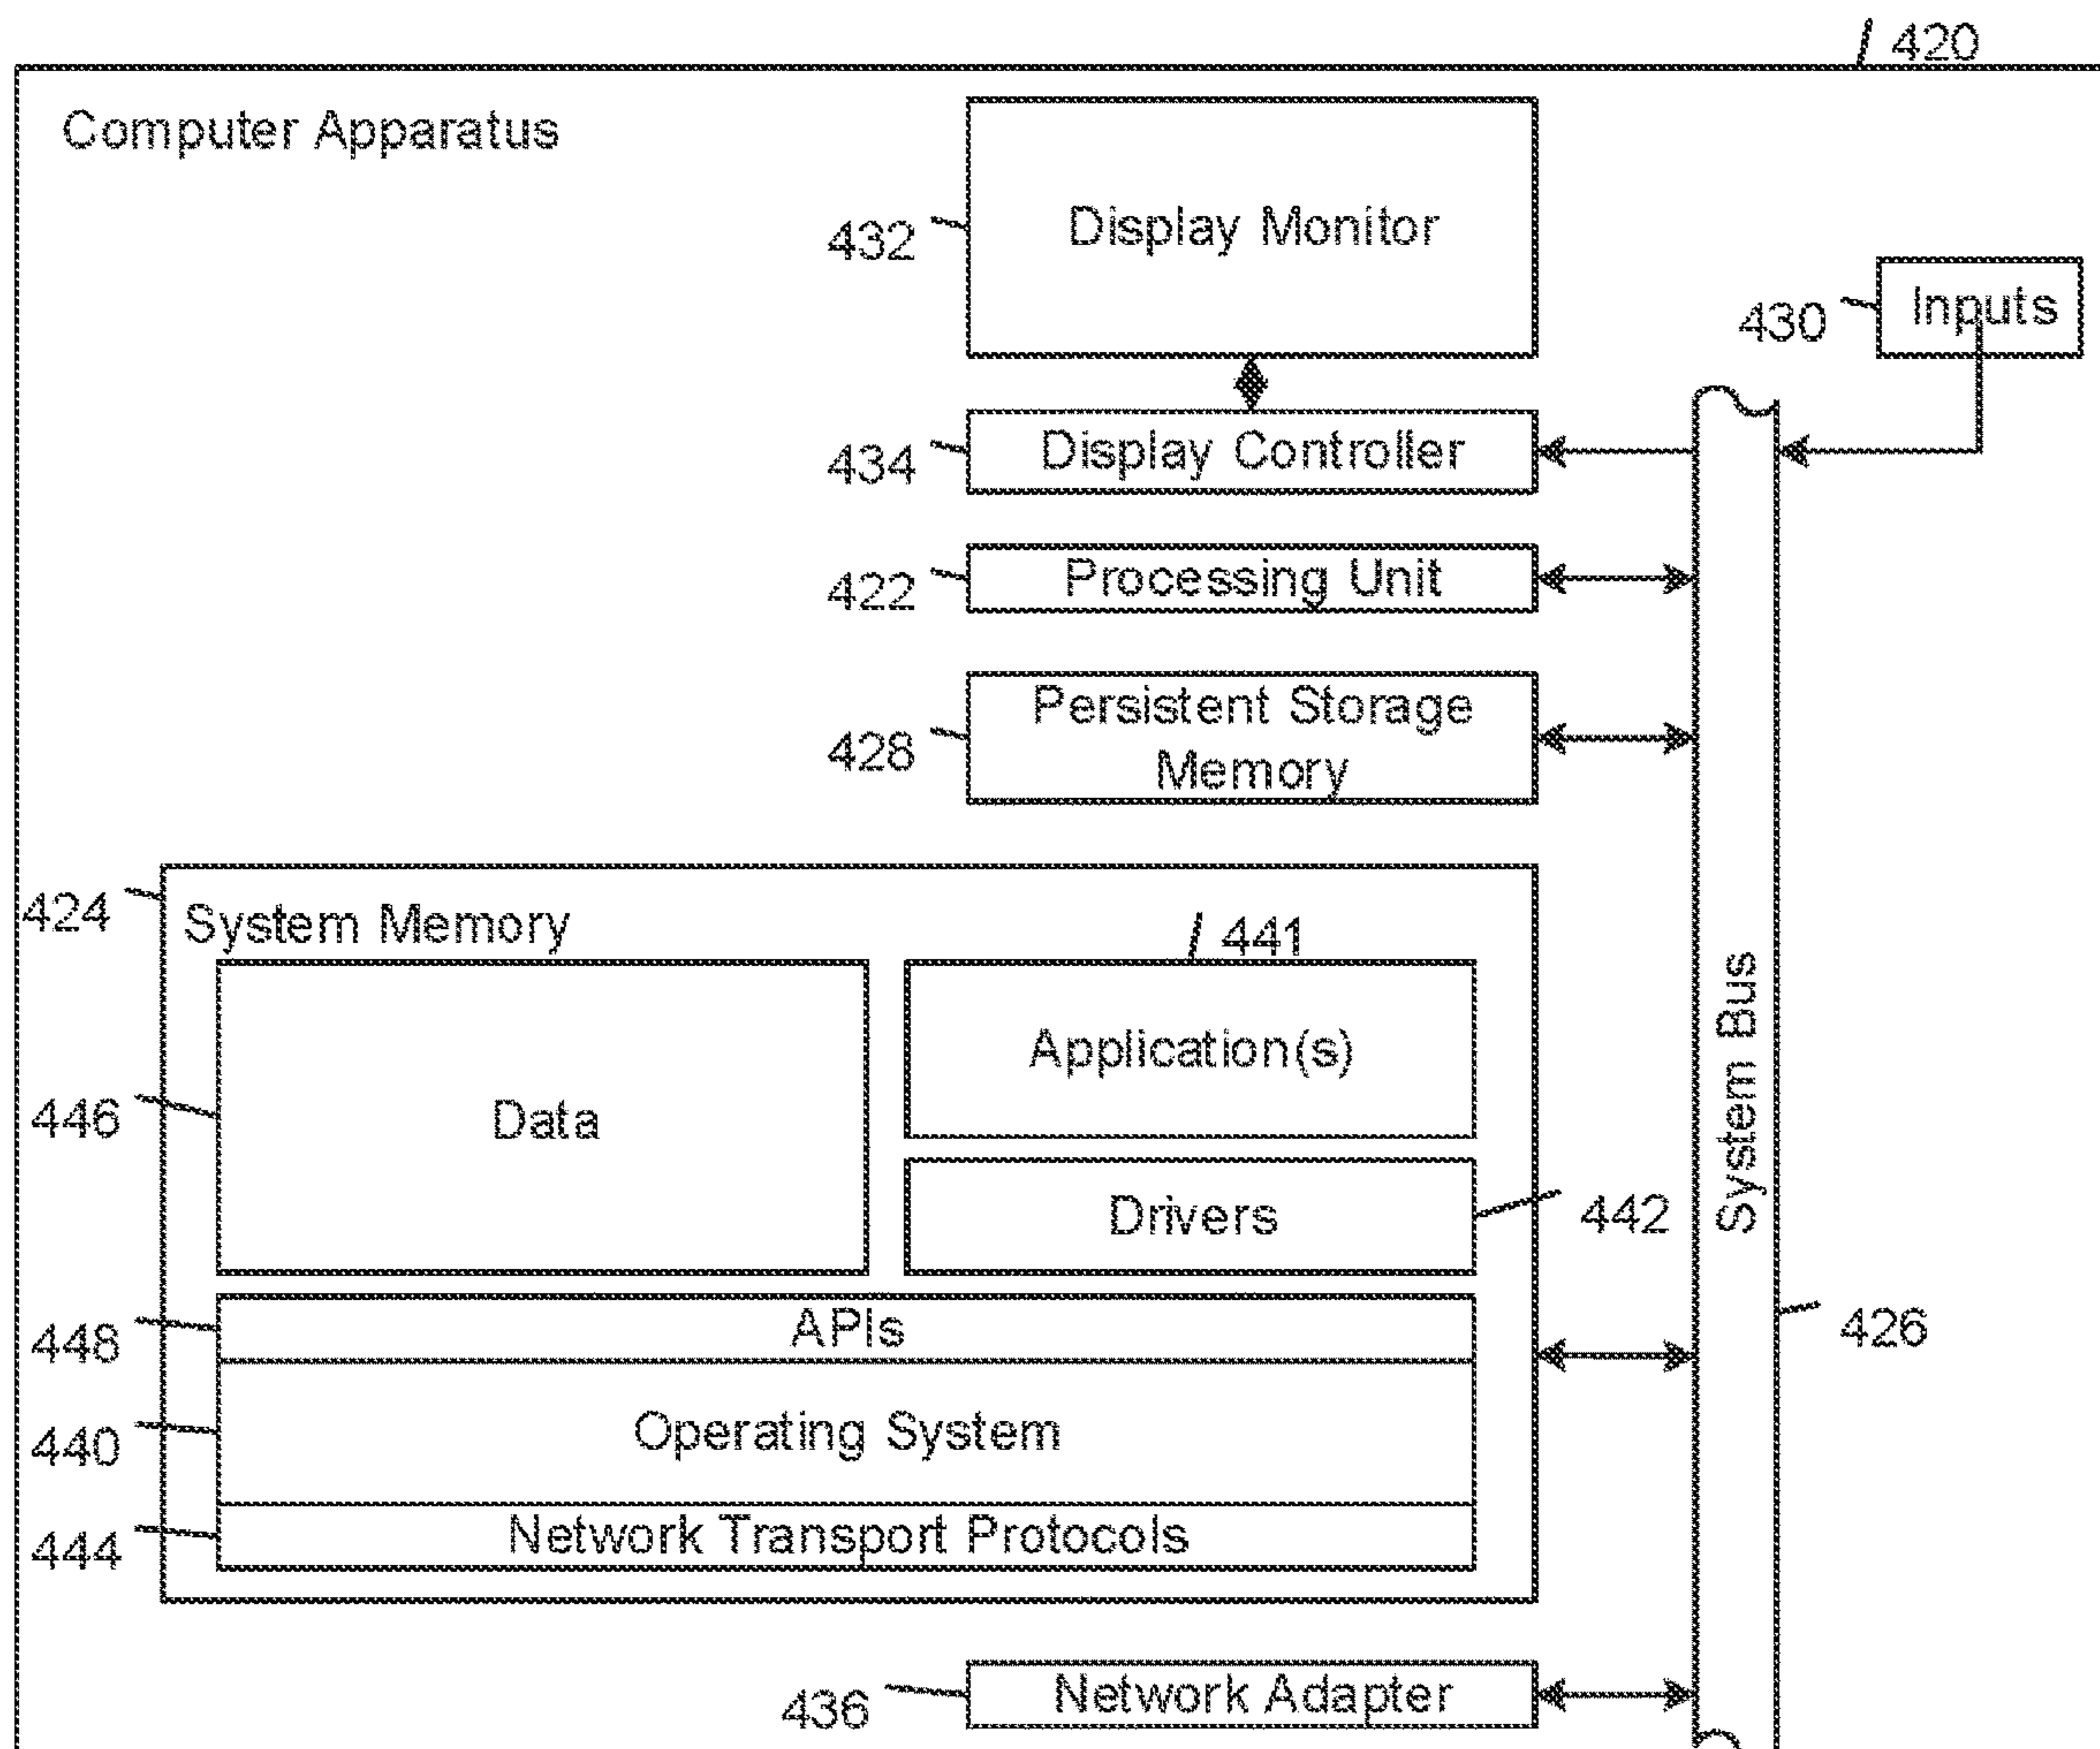 420
Computer Apparatus
Display Monitor
432
Inputs
430
Display Controller
434
Processing Unit
422
Persistent Storage
Memory
428
424
System Memory
441
Application(s)
Data
446
Drivers
442
System Bus
426
APIs
448
Operating System
440
Network Transport Protocols
444
Network Adapter
436